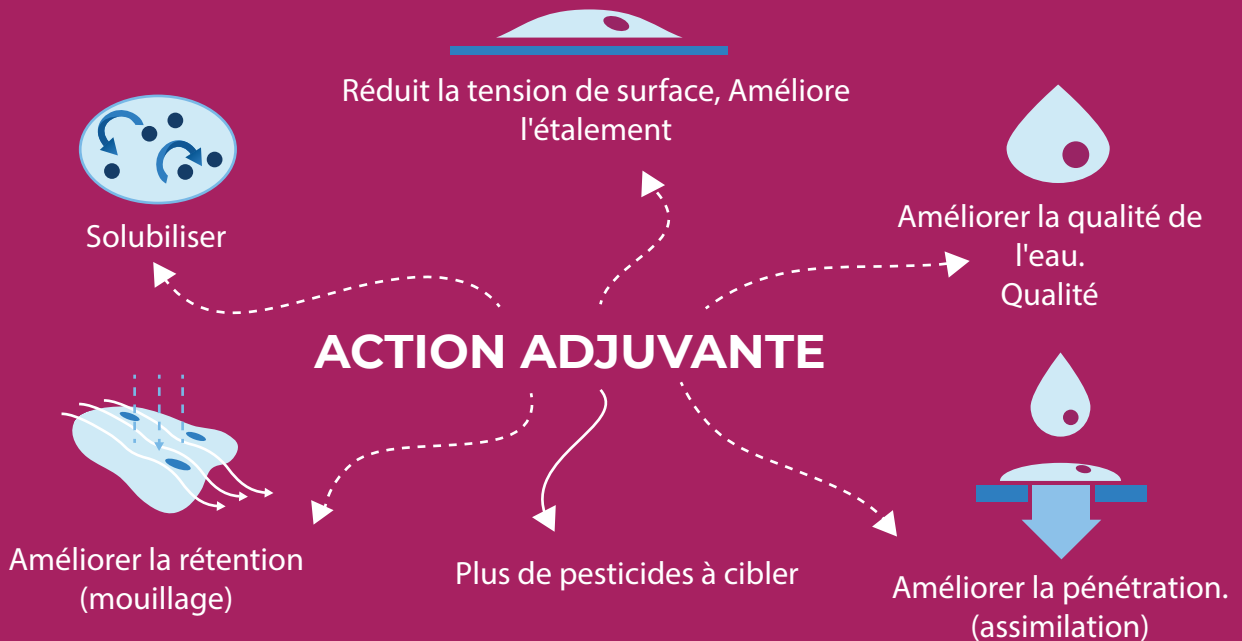 Réduit la tension de surface, Améliore
l'étalement
Solubiliser
Améliorer la qualité de
l'eau.
Qualité
ACTION ADJUVANTE
Améliorer la rétention
(mouillage)
Plus de pesticides à cibler
Améliorer la pénétration.
(assimilation)